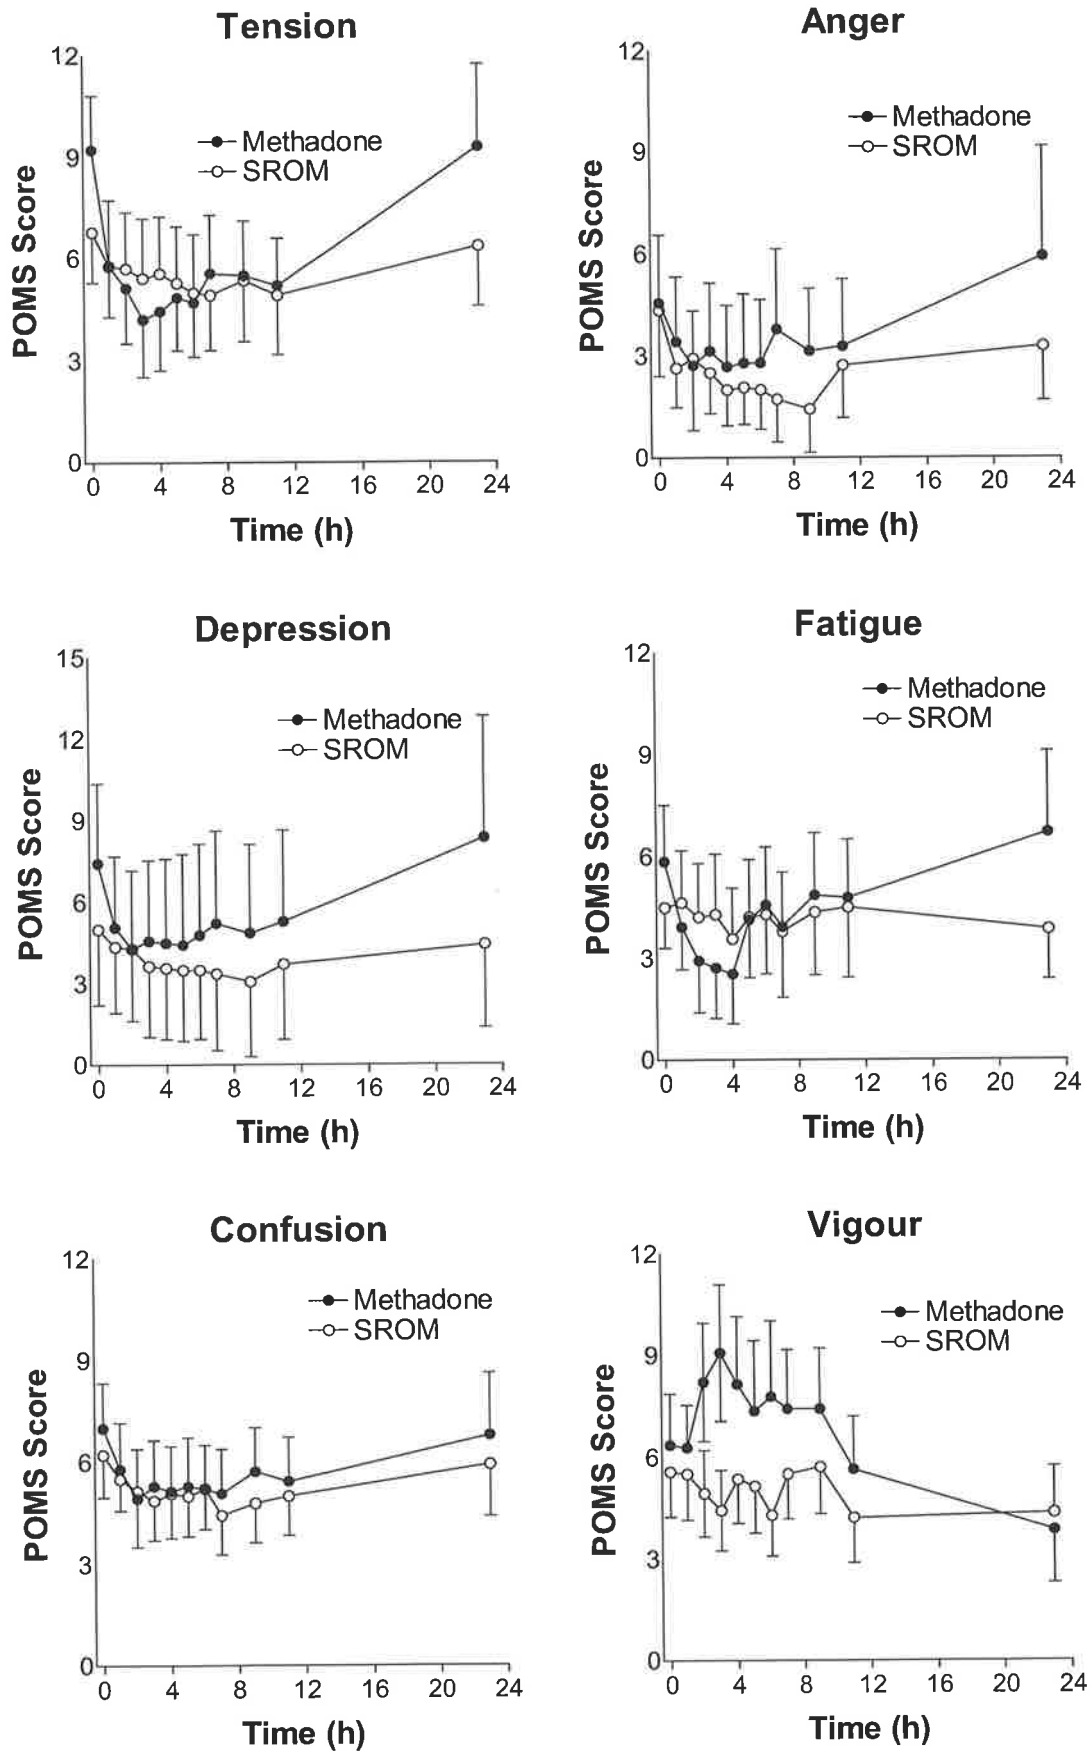 Tension
12
9
6
3
0
POMS Score
Methadone
SROM
0 4 8 12 16 20 24
Time (h)
Anger
12
9
6
3
0
POMS Score
Methadone
SROM
0 4 8 12 16 20 24
Time (h)
Depression
15
12
9
6
3
0
POMS Score
Methadone
SROM
0 4 8 12 16 20 24
Time (h)
Fatigue
12
9
6
3
0
POMS Score
Methadone
SROM
0 4 8 12 16 20 24
Time (h)
Confusion
12
9
6
3
0
POMS Score
Methadone
SROM
0 4 8 12 16 20 24
Time (h)
Vigour
12
9
6
3
0
POMS Score
Methadone
SROM
0 4 8 12 16 20 24
Time (h)